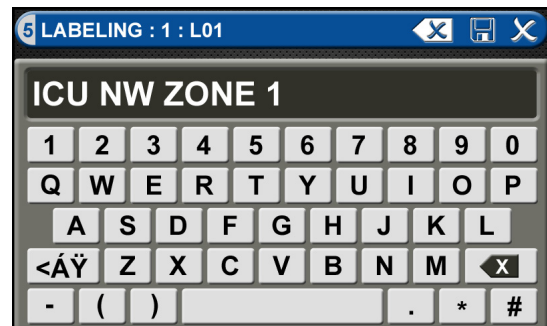 5 LABELING : 1 : L01
ICU NW ZONE 1
1 2 3 4 5 6 7 8 9 0
Q W E R T Y U I O P
A S D F G H J K L
<ÁŸ Z X C V B N M X
- ( ) . * #